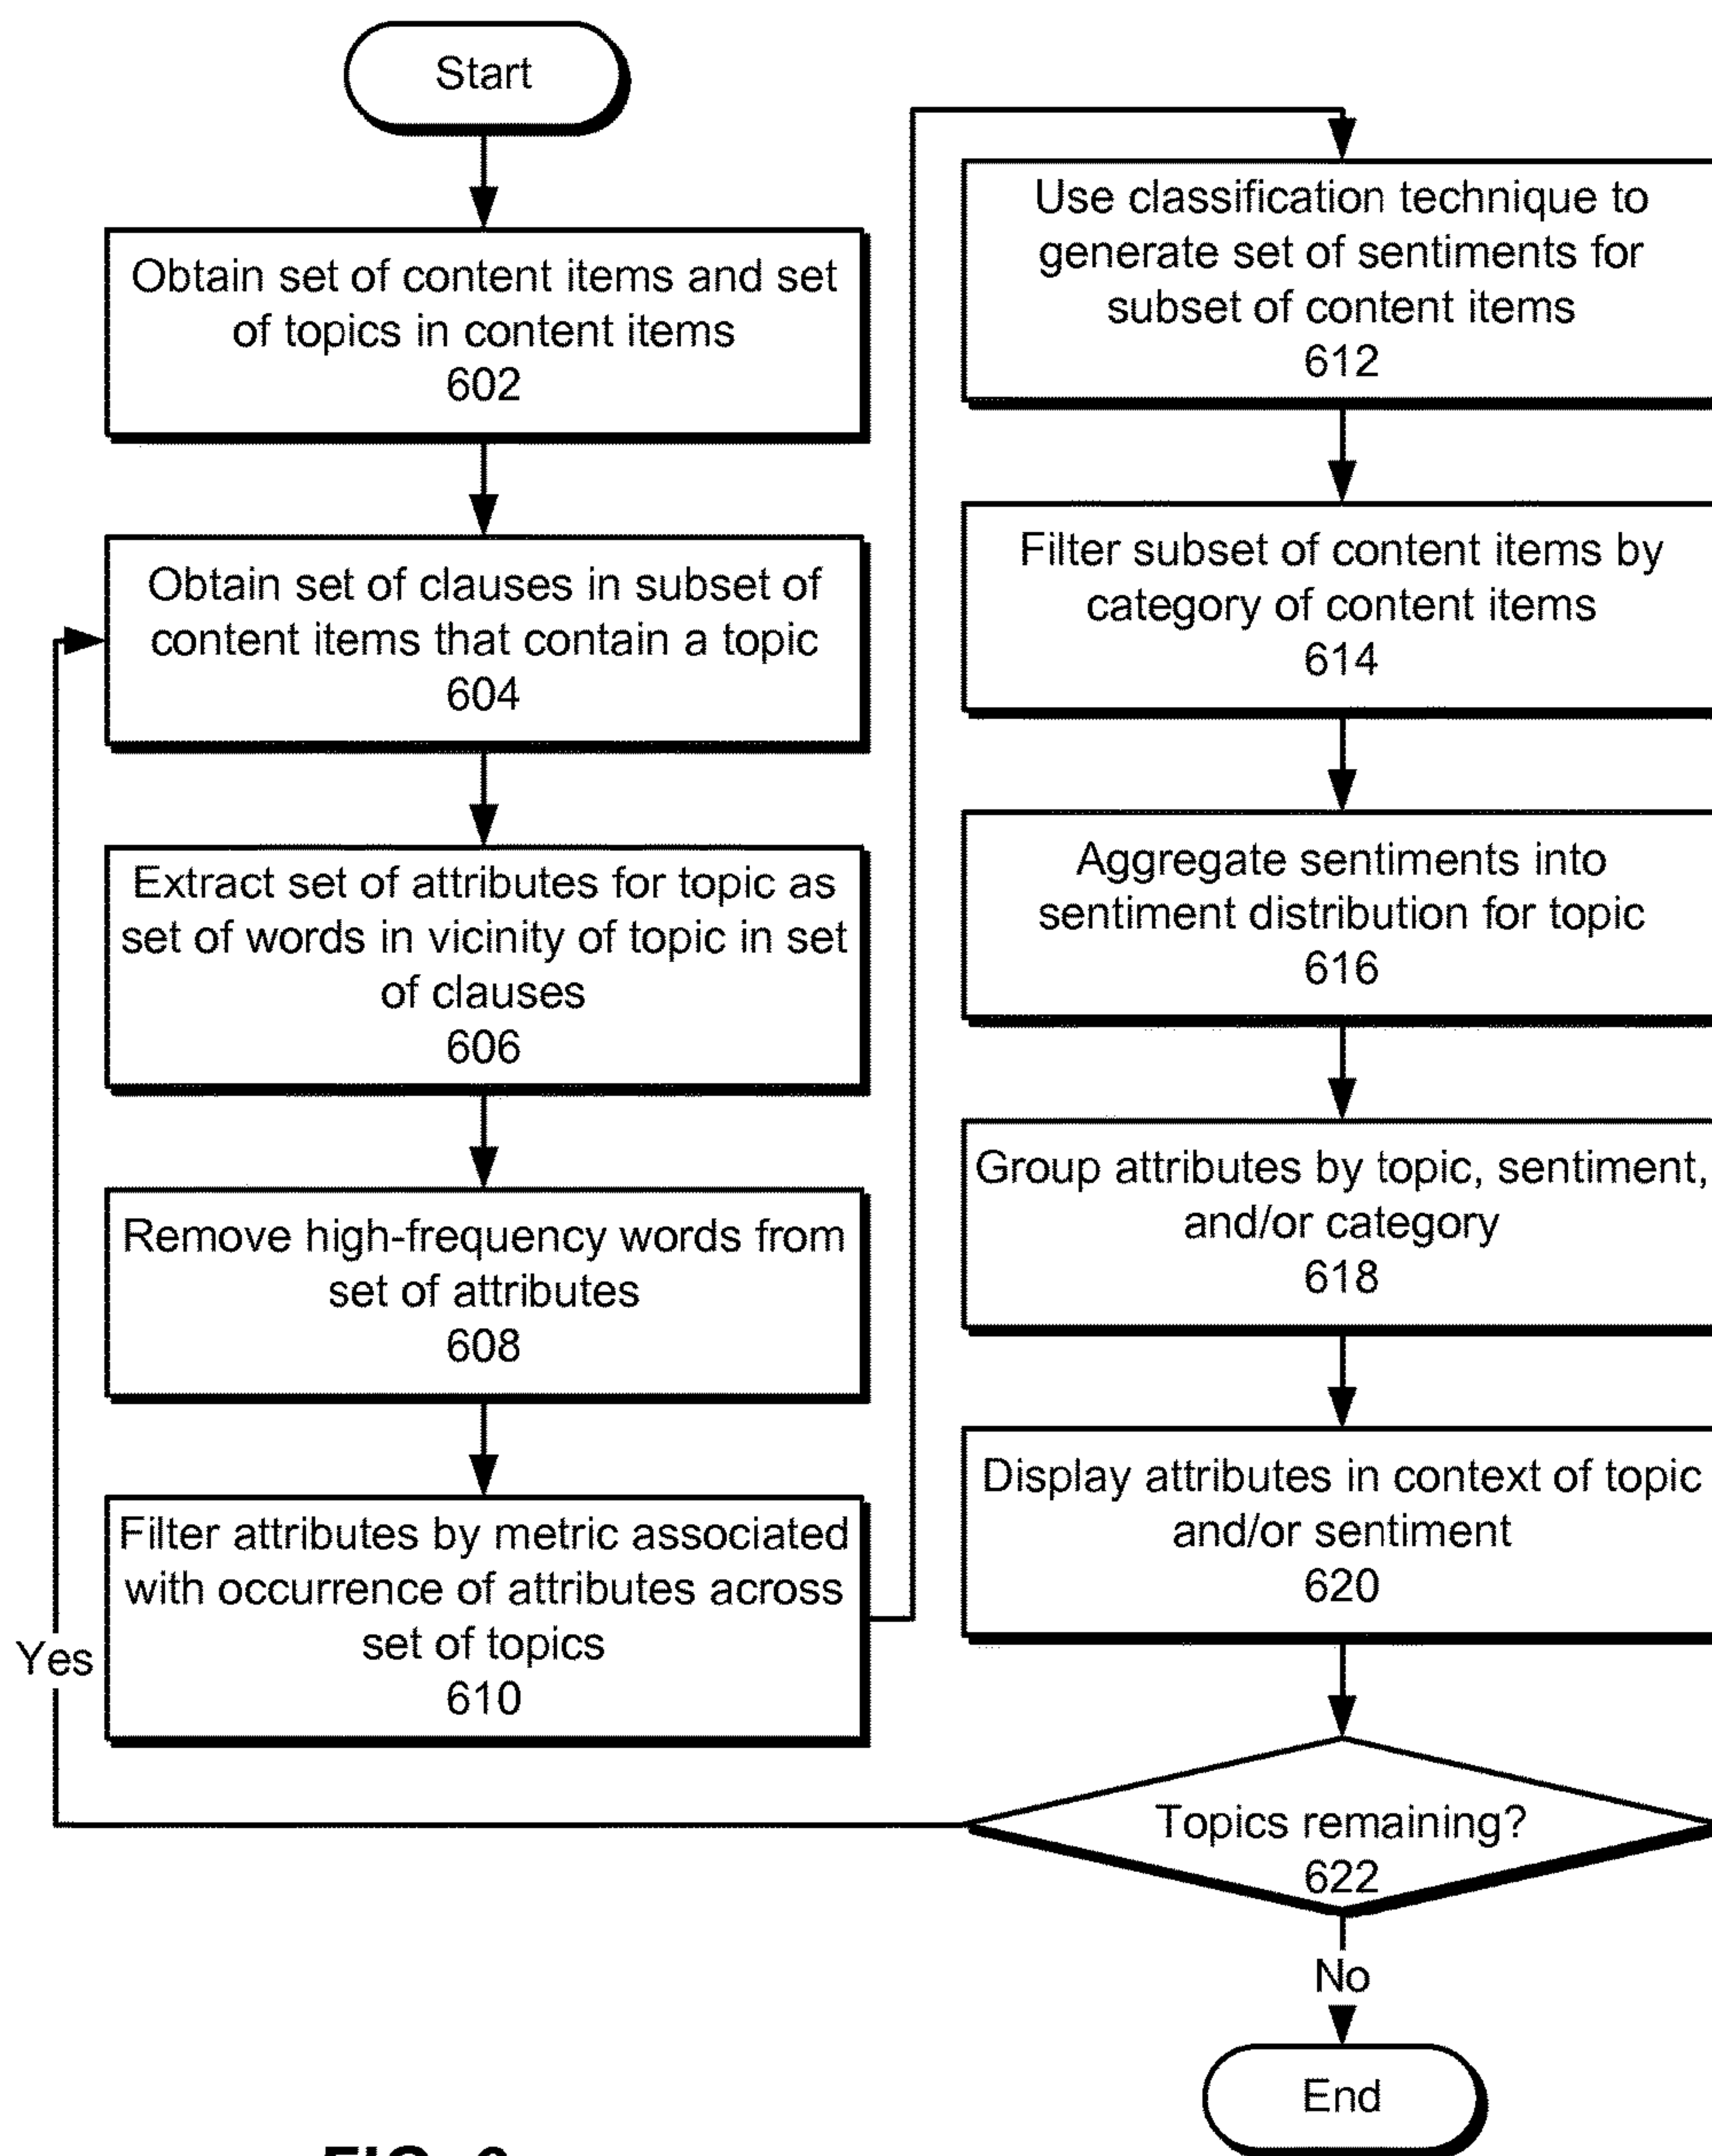 Start
Obtain set of content items and set
of topics in content items
602
Obtain set of clauses in subset of
content items that contain a topic
604
Extract set of attributes for topic as
set of words in vicinity of topic in set
of clauses
606
Remove high-frequency words from
set of attributes
608
Filter attributes by metric associated
with occurrence of attributes across
set of topics
610
Yes
Use classification technique to
generate set of sentiments for
subset of content items
612
Filter subset of content items by
category of content items
614
Aggregate sentiments into
sentiment distribution for topic
616
Group attributes by topic, sentiment,
and/or category
618
Display attributes in context of topic
and/or sentiment
620
Topics remaining?
622
No
End